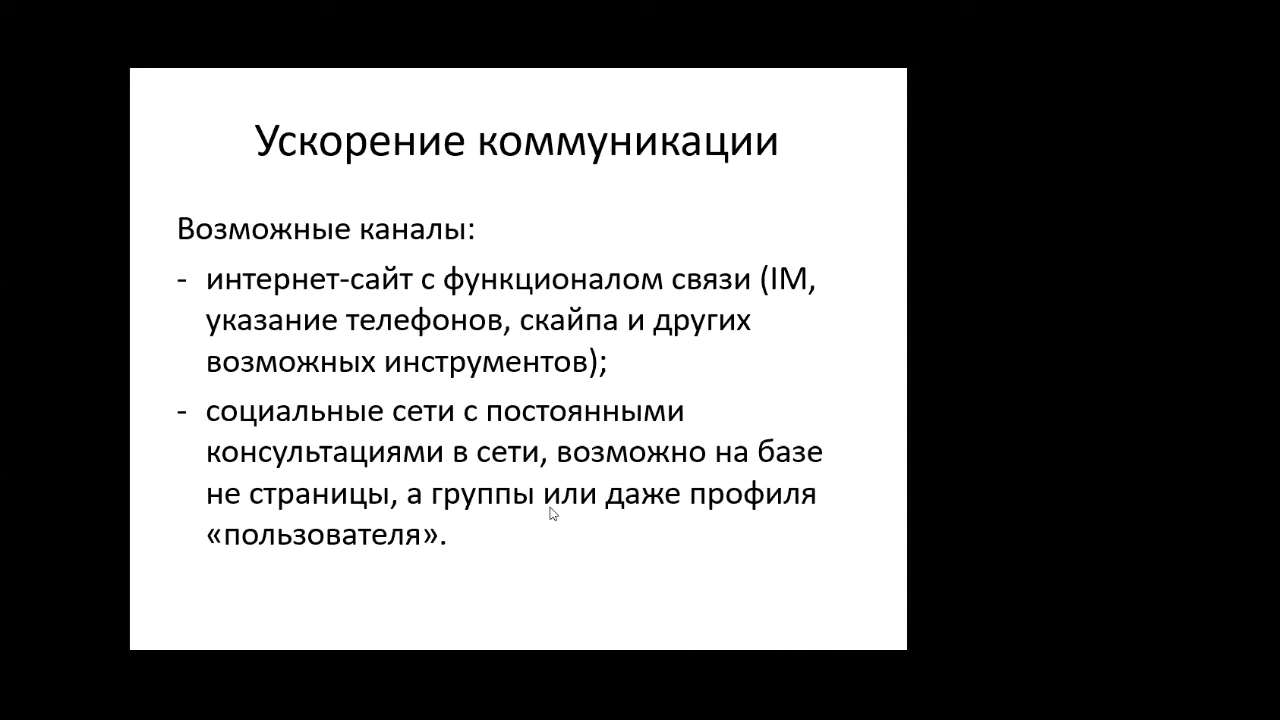 Ускорение коммуникации
Возможные каналы:
- интернет-сайт с функционалом связи (IM,
указание телефонов, скайпа и других
возможных инструментов);
- социальные сети с постоянными
консультациями в сети, возможно на базе
не страницы, а группы или даже профиля
«пользователя».